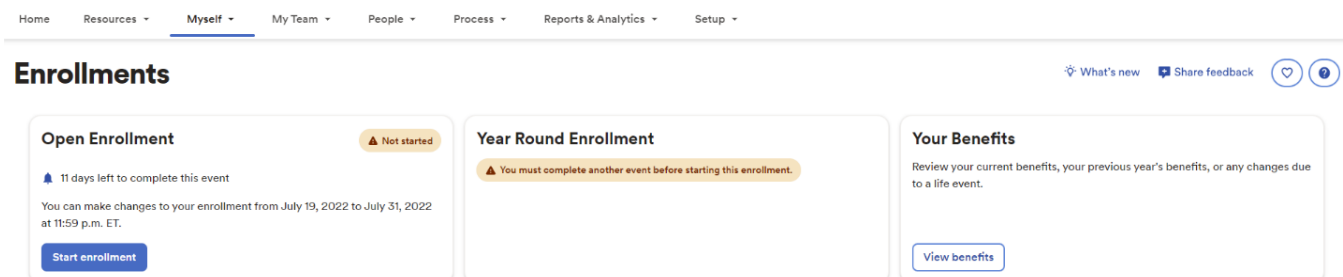 Home Resources Myself My Team People Process Reports & Analytics Setup
Enrollments
What's new Share feedback
Open Enrollment
Not started
11 days left to complete this event
You can make changes to your enrollment from July 19, 2022 to July 31, 2022
at 11:59 p.m. ET.
Start enrollment
Year Round Enrollment
You must complete another event before starting this enrollment.
Your Benefits
Review your current benefits, your previous year's benefits, or any changes due
to a life event.
View benefits